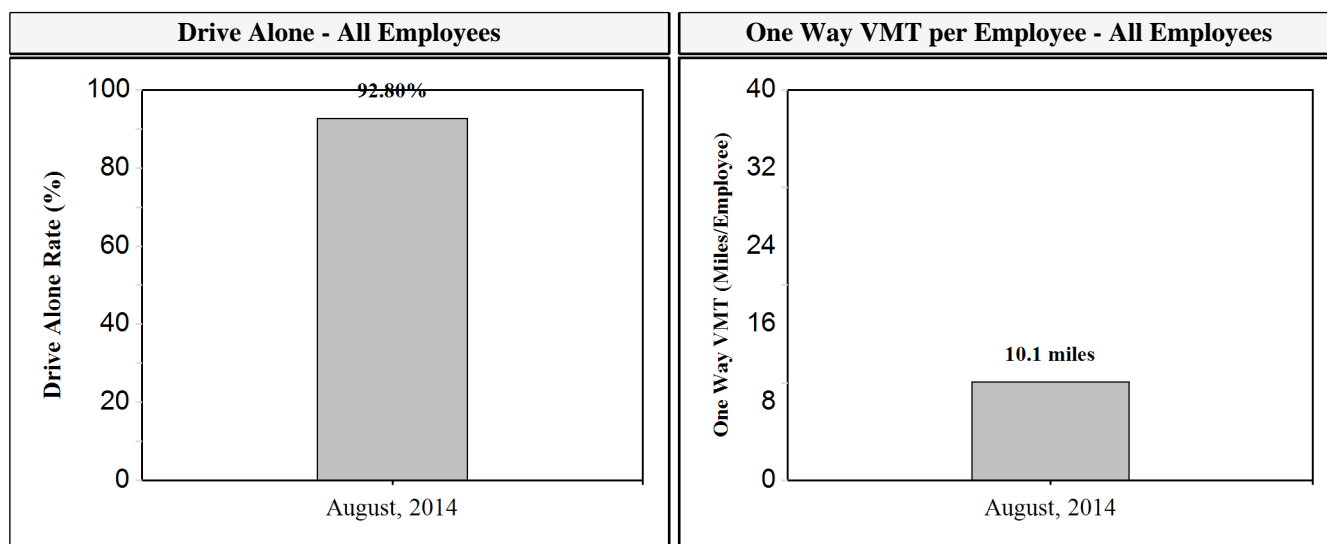 Drive Alone - All Employees
100
80
60
40
20
0
Drive Alone Rate (%)
92.80%
August, 2014
One Way VMT per Employee - All Employees
40
32
24
16
8
0
One Way VMT (Miles/Employee)
10.1 miles
August, 2014